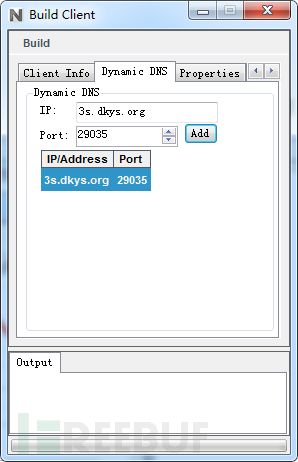 Build Client
Build
Client Info
Dynamic DNS
Properties
Dynamic DNS
IP:
3s.dkys.org
Port:
29035
Add
IP/Address
Port
3s.dkys.org
29035
Output
FREEBUF